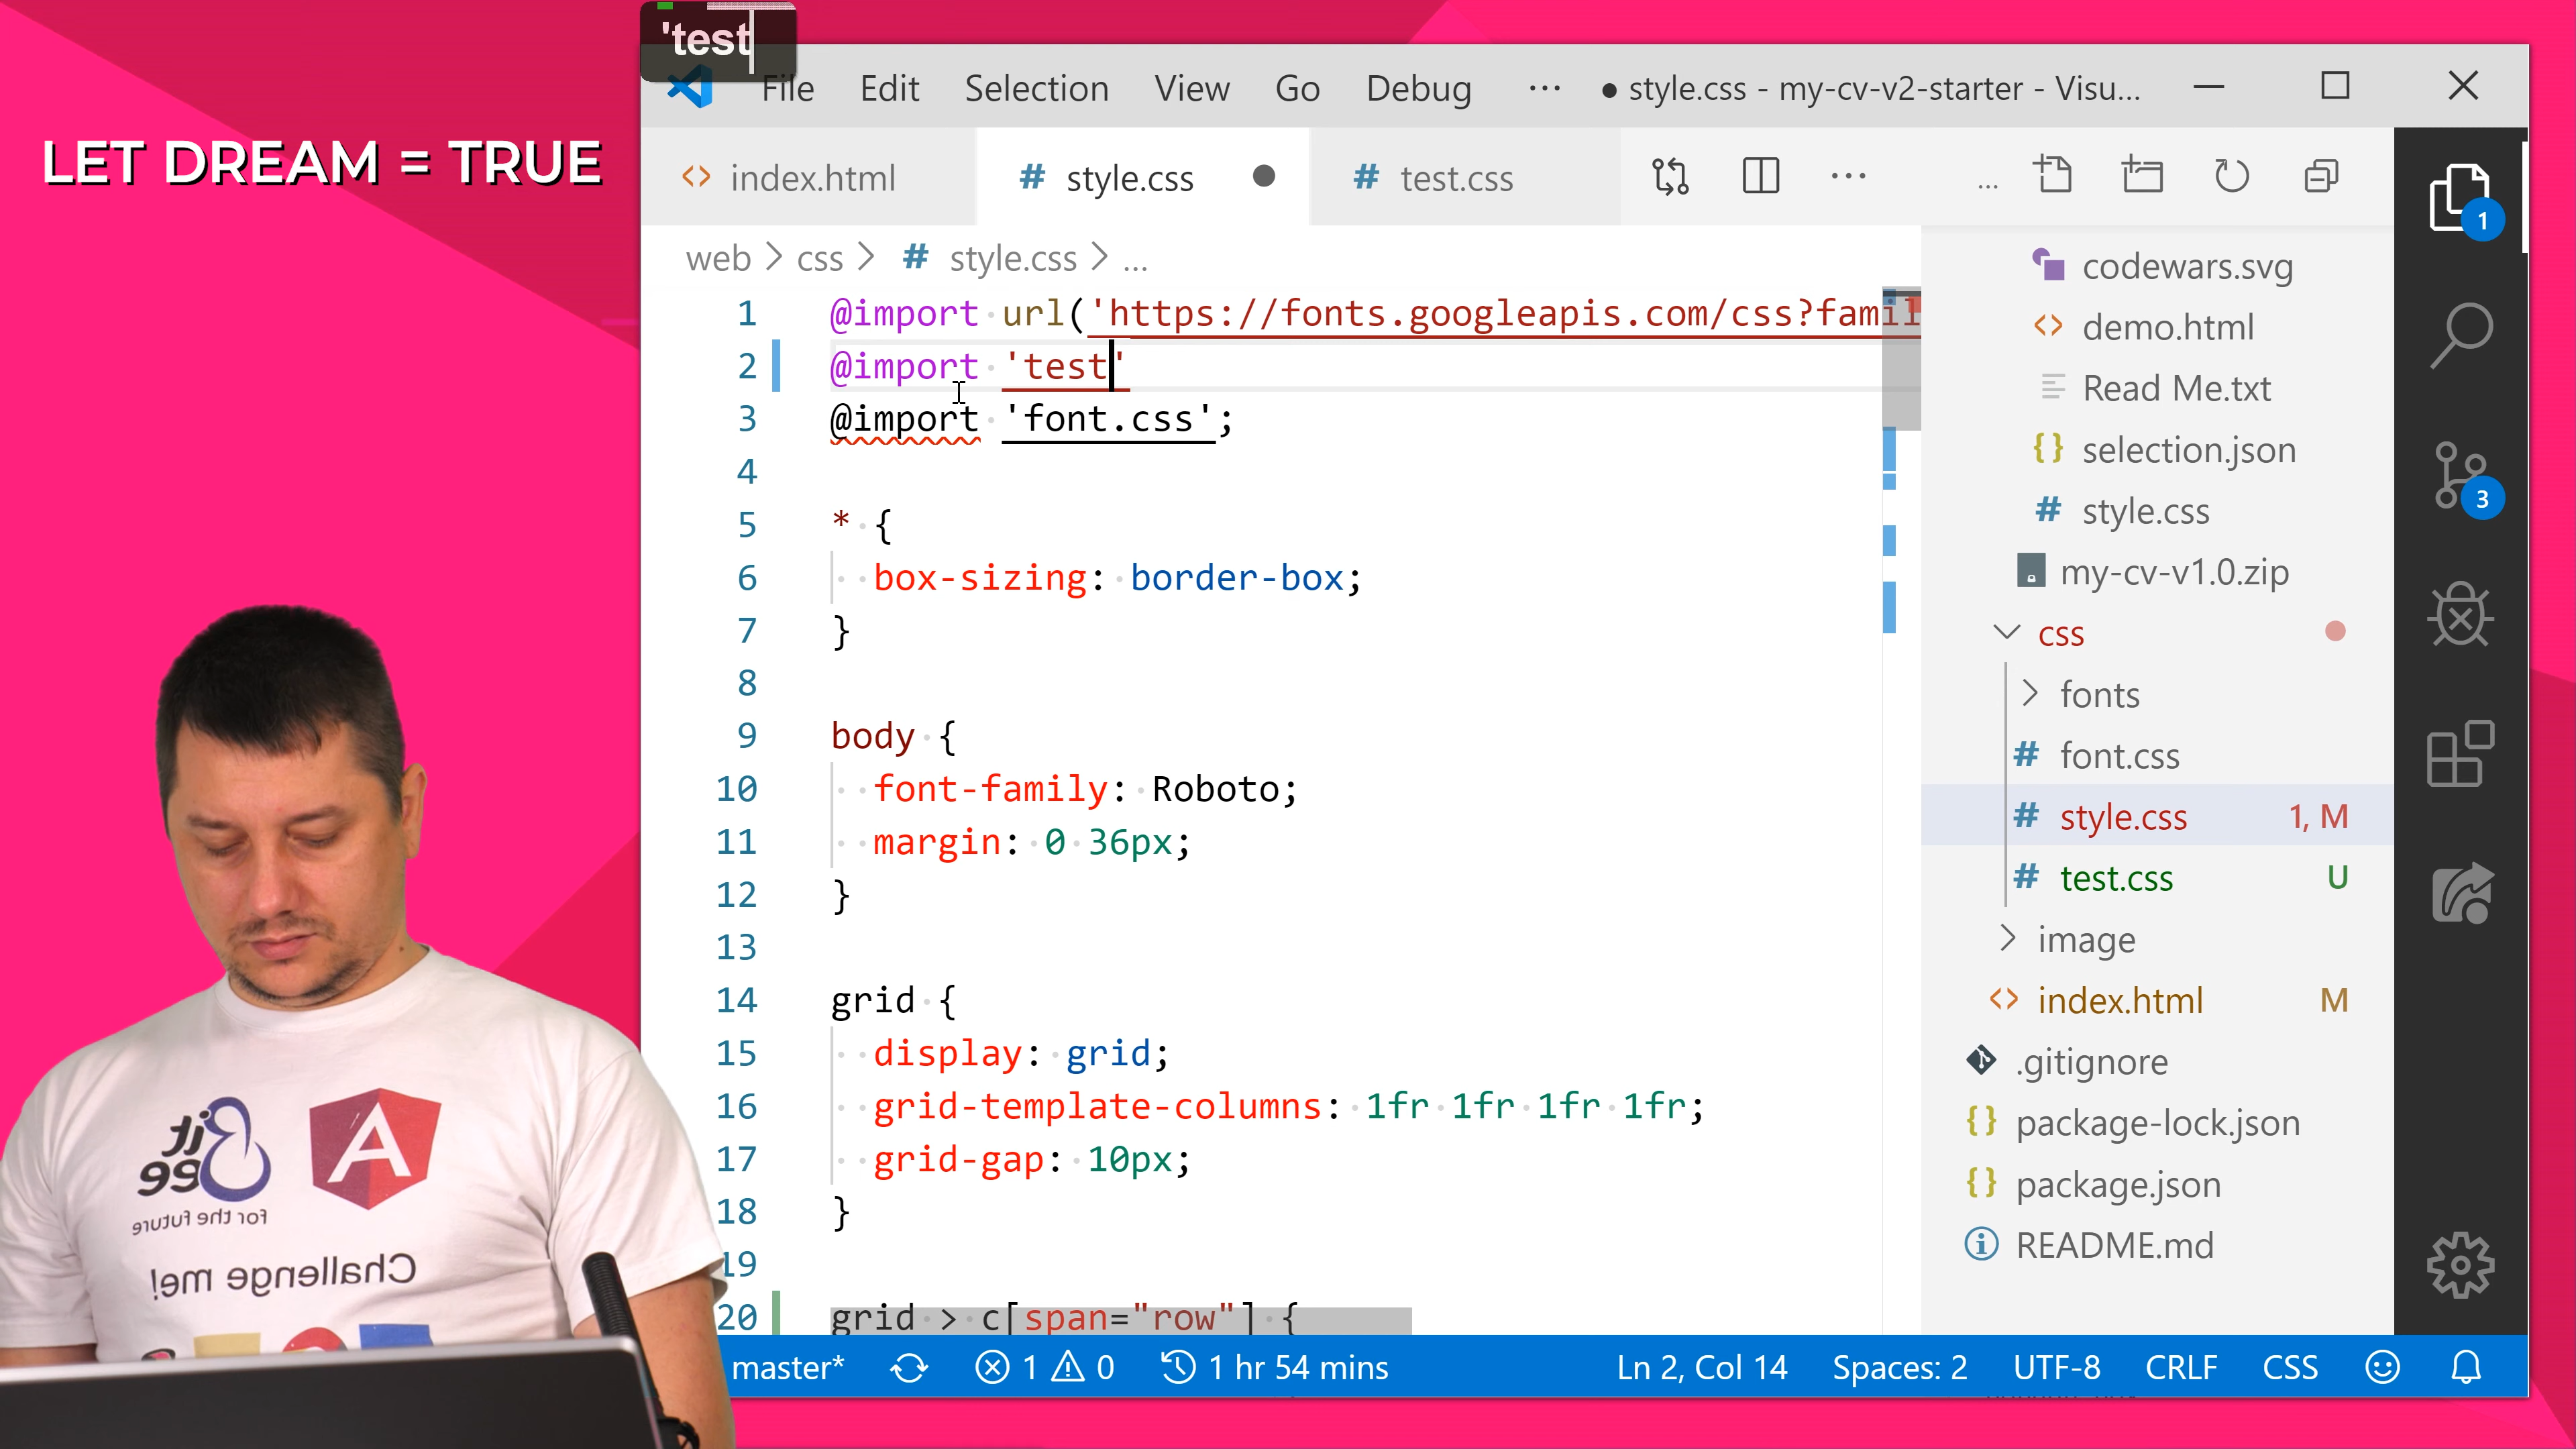 'test
File Edit Selection View Go Debug ... ● style.css - my-cv-v2-starter - Visu...
LET DREAM = TRUE
<> index.html # style.css # test.css
web > css > # style.css > ...
1 @import url('https://fonts.googleapis.com/css?famil
2 @import 'test'
3 @import 'font.css';
4
5 * {
6 box-sizing: border-box;
7 }
8
9 body {
10 font-family: Roboto;
11 margin: 0 36px;
12 }
13
14 grid {
15 display: grid;
16 grid-template-columns: 1fr 1fr 1fr 1fr;
17 grid-gap: 10px;
18 }
19
20 grid > c[span="row"] {
codewars.svg
<> demo.html
Read Me.txt
{} selection.json
# style.css
my-cv-v1.0.zip
css
> fonts
# font.css
# style.css 1, M
# test.css U
> image
<> index.html M
.gitignore
{} package-lock.json
{} package.json
README.md
1
3
Bit
Bee
for the future
Challenge me!
master* 1 0 1 hr 54 mins Ln 2, Col 14 Spaces: 2 UTF-8 CRLF CSS